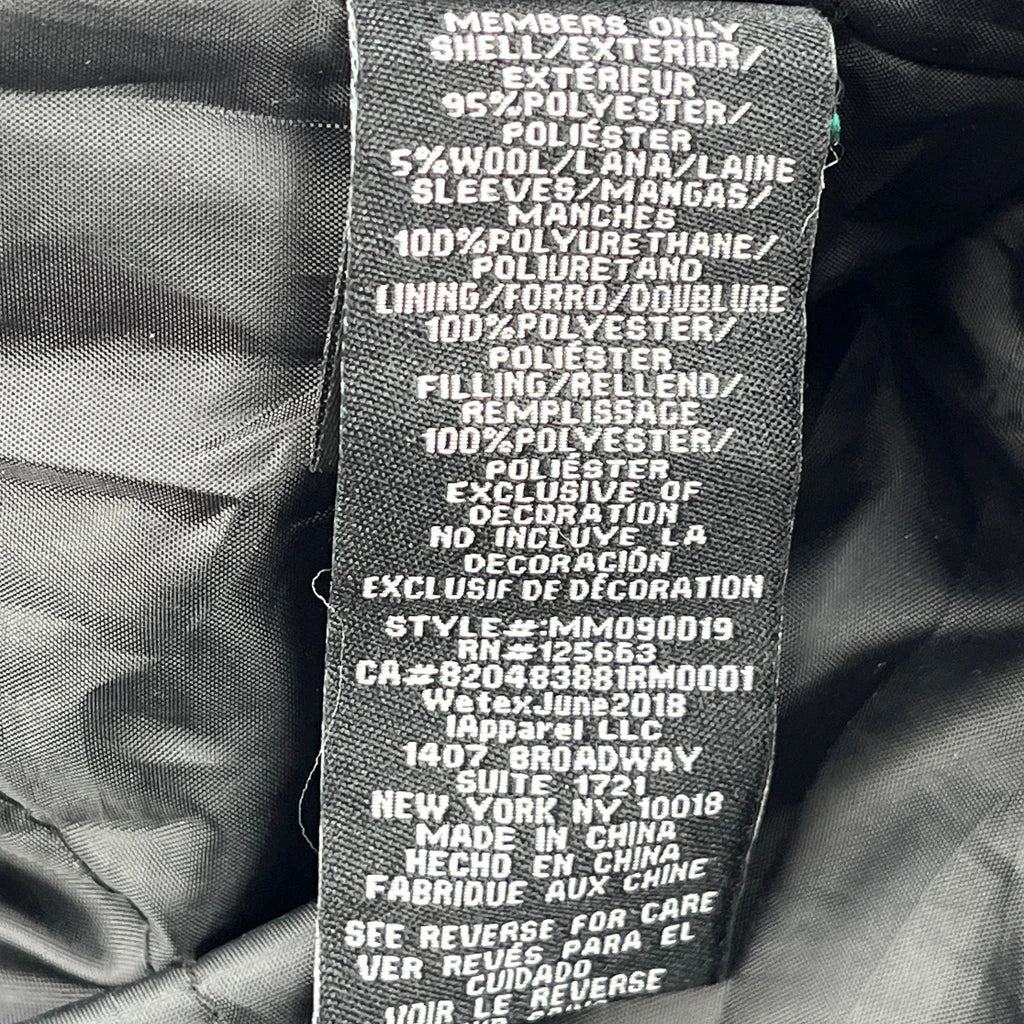 MEMBERS ONLY
SHELL/EXTERIOR/
EXTÉRIEUR
95%POLYESTER/
POLIÉSTER
5%WOOL/LANA/LAINE
SLEEVES/MANGAS/
MANCHES
100%POLYURETHANE/
POLIURETANO
LINING/FORRO/DOUBLURE
100%POLYESTER/
POLIÉSTER
FILLING/RELLENO/
REMPLISSAGE
100%POLYESTER/
POLIÉSTER
EXCLUSIVE OF
DECORATION
NO INCLUVE LA
DECORACIÓN
EXCLUSIF DE DÉCORATION
STYLE#:MM090D19
RN#125663
CA#820483881RM0001
WetexJune2018
IApparel LLC
1407 BROADWAY
SUITE 1721
NEW YORK NY 10018
MADE IN CHINA
HECHO EN CHINA
FABRIQUE AUX CHINE
SEE REVERSE FOR CARE
VER REVÉS PARA EL
CUIDADO
VOIR LE REVERSE